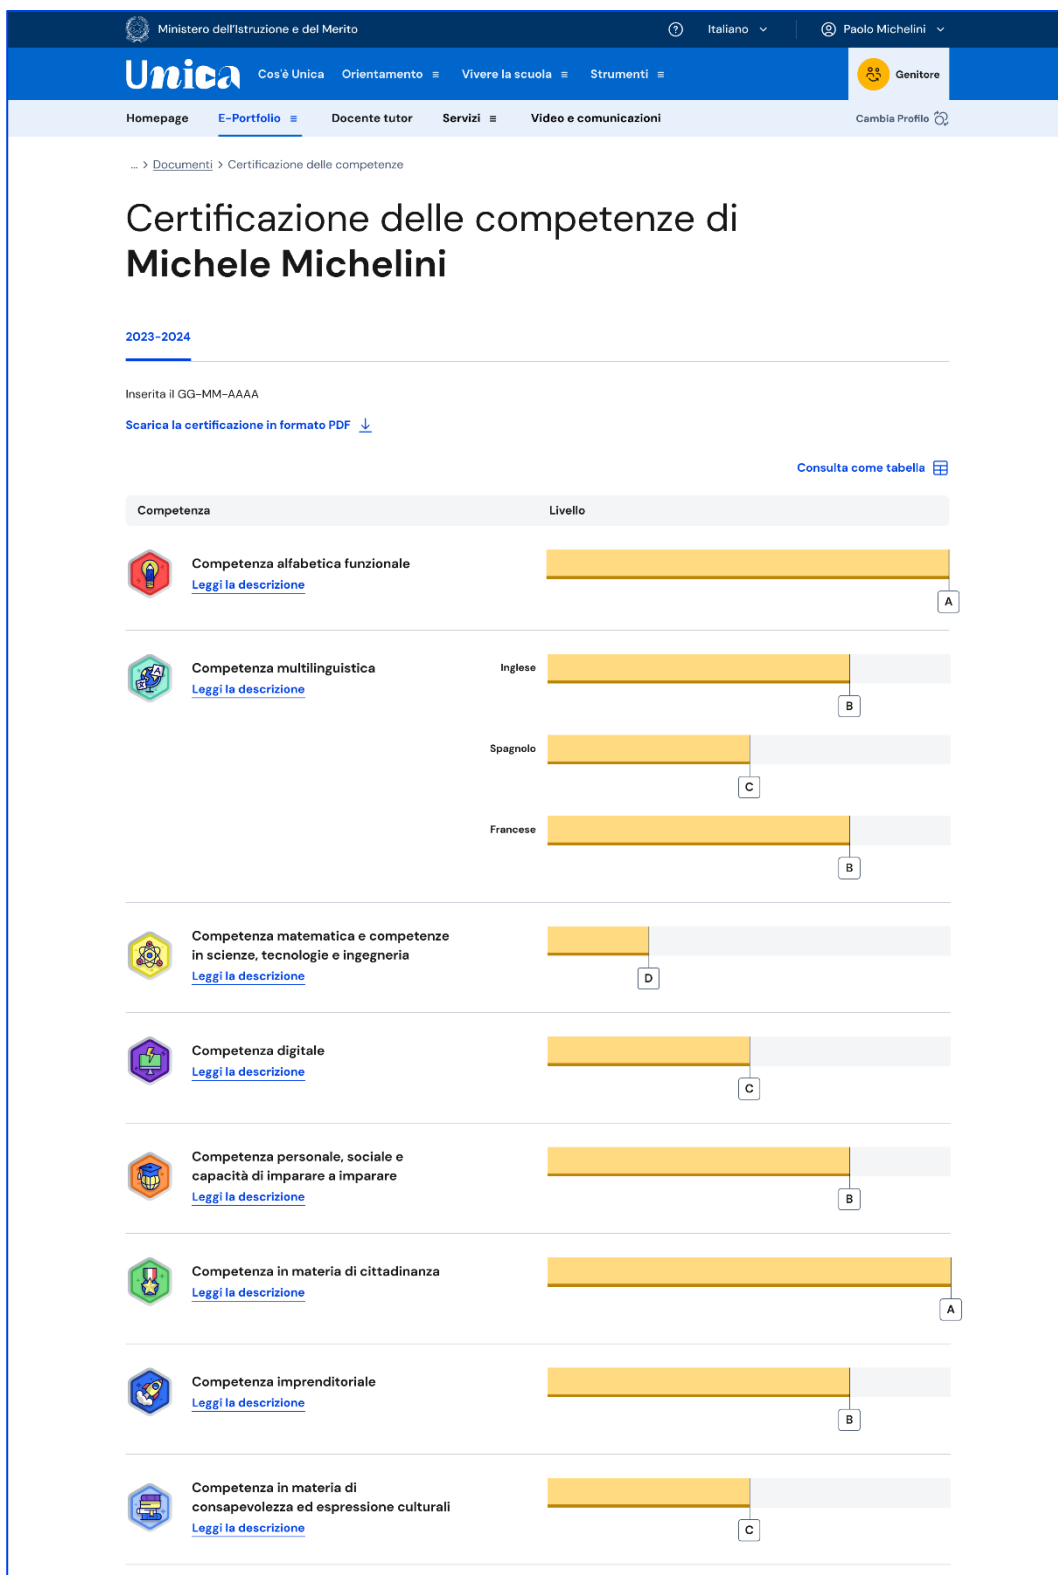 Ministero dell'Istruzione e del Merito
Italiano
Paolo Michelini
Unica
Cos'è Unica
Orientamento
Vivere la scuola
Strumenti
Genitore
Homepage
E-Portfolio
Docente tutor
Servizi
Video e comunicazioni
Cambia Profilo
... > Documenti > Certificazione delle competenze
Certificazione delle competenze di
Michele Michelini
2023-2024
Inserita il GG-MM-AAAA
Scarica la certificazione in formato PDF
Consulta come tabella
Competenza
Livello
Competenza alfabetica funzionale
Leggi la descrizione
A
Competenza multilinguistica
Leggi la descrizione
Inglese
B
Spagnolo
C
Francese
B
Competenza matematica e competenze
in scienze, tecnologie e ingegneria
Leggi la descrizione
D
Competenza digitale
Leggi la descrizione
C
Competenza personale, sociale e
capacità di imparare a imparare
Leggi la descrizione
B
Competenza in materia di cittadinanza
Leggi la descrizione
A
Competenza imprenditoriale
Leggi la descrizione
B
Competenza in materia di
consapevolezza ed espressione culturali
Leggi la descrizione
C